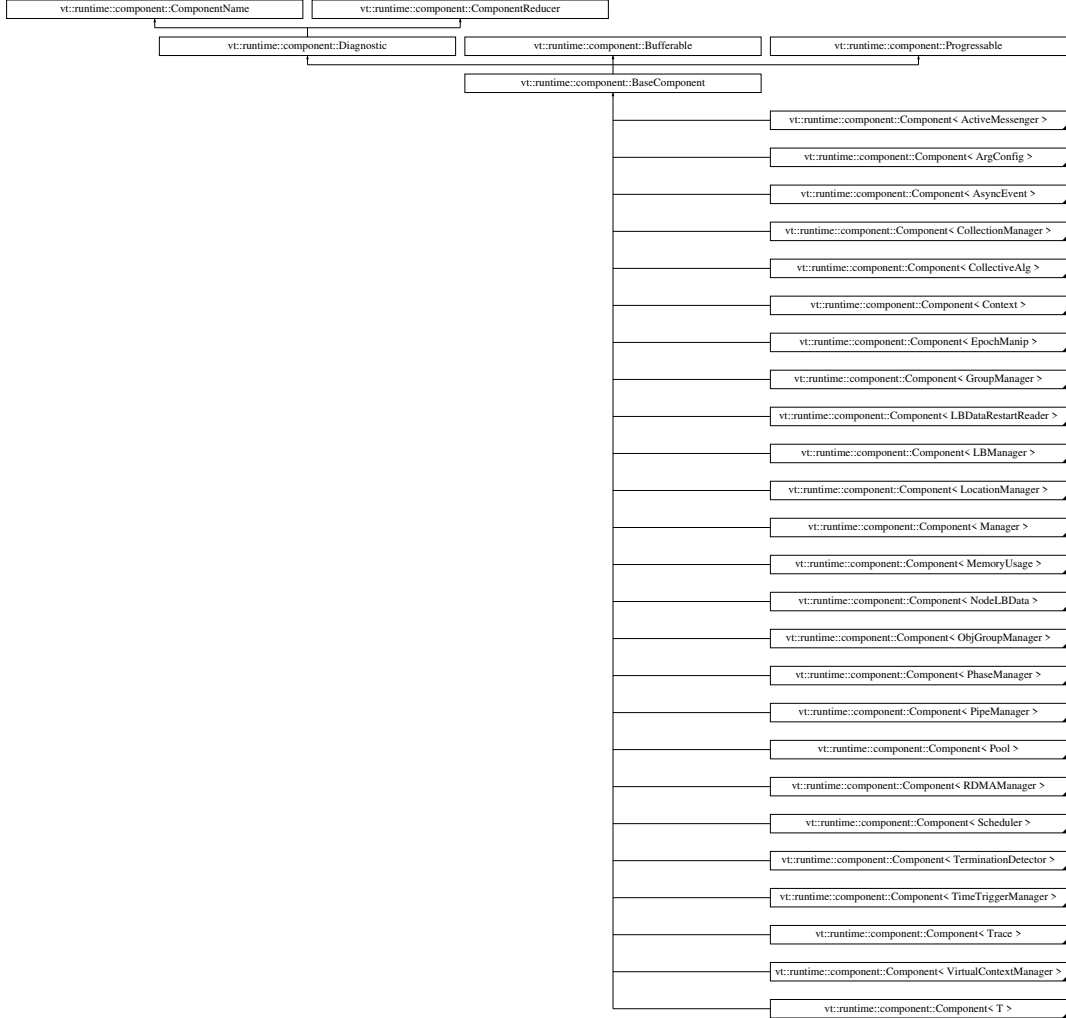 vt::runtime::component::ComponentName
vt::runtime::component::ComponentReducer
vt::runtime::component::Diagnostic
vt::runtime::component::Bufferable
vt::runtime::component::Progressable
vt::runtime::component::BaseComponent
vt::runtime::component::Component< ActiveMessenger >
vt::runtime::component::Component< ArgConfig >
vt::runtime::component::Component< AsyncEvent >
vt::runtime::component::Component< CollectionManager >
vt::runtime::component::Component< CollectiveAlg >
vt::runtime::component::Component< Context >
vt::runtime::component::Component< EpochManip >
vt::runtime::component::Component< GroupManager >
vt::runtime::component::Component< LBDataRestartReader >
vt::runtime::component::Component< LBManager >
vt::runtime::component::Component< LocationManager >
vt::runtime::component::Component< Manager >
vt::runtime::component::Component< MemoryUsage >
vt::runtime::component::Component< NodeLBData >
vt::runtime::component::Component< ObjGroupManager >
vt::runtime::component::Component< PhaseManager >
vt::runtime::component::Component< PipeManager >
vt::runtime::component::Component< Pool >
vt::runtime::component::Component< RDMAManager >
vt::runtime::component::Component< Scheduler >
vt::runtime::component::Component< TerminationDetector >
vt::runtime::component::Component< TimeTriggerManager >
vt::runtime::component::Component< Trace >
vt::runtime::component::Component< VirtualContextManager >
vt::runtime::component::Component< T >